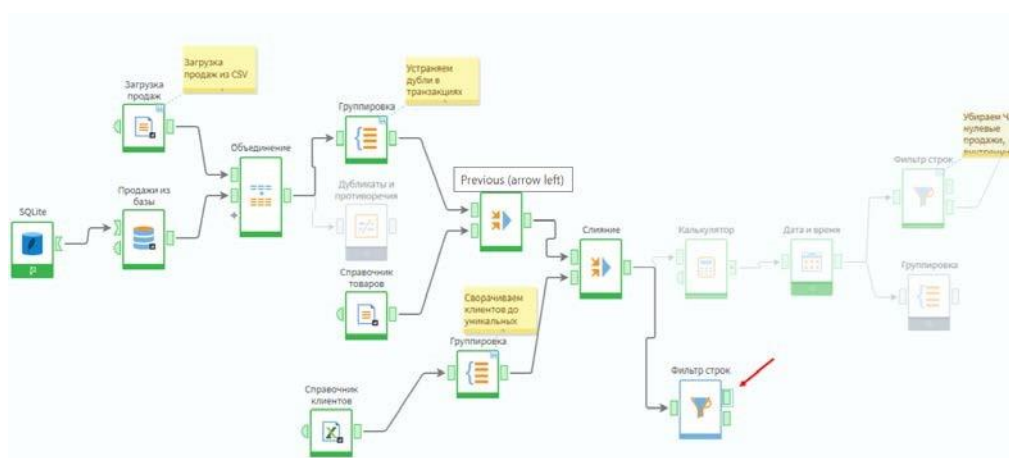 Загрузка
продаж из CSV
Загрузка
продаж
Устраняем
дубли в
транзакциях
Группировка
Объединение
Previous (arrow left)
Дубликаты и
противоречия
Продажи из
базы
SQLite
Слияние
Калькулятор
Дата и время
Убираем Ч
нулевые
продажи,
Фильтр строк
Группировка
Справочник
товаров
Сворачиваем
клиентов до
уникальных
Группировка
Справочник
клиентов
Фильтр строк